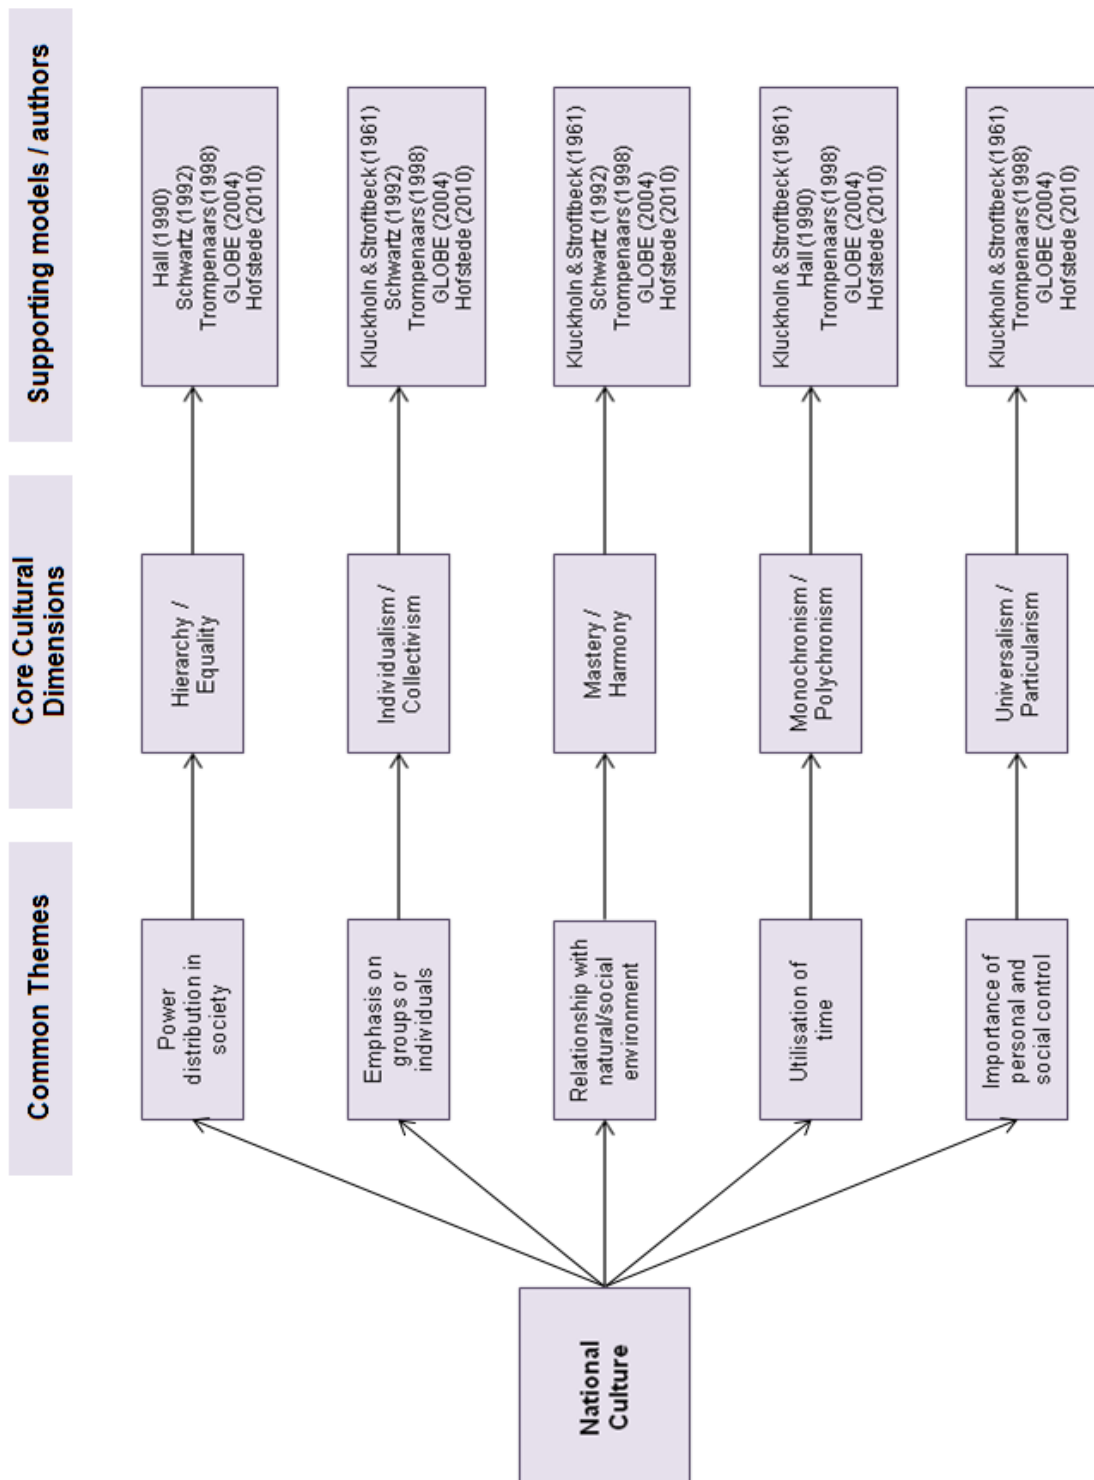 Common Themes
Core Cultural
Dimensions
Supporting models / authors
National
Culture
Power
distribution in
society
Hierarchy /
Equality
Hall (1990)
Schwartz (1992)
Trompenaars (1998)
GLOBE (2004)
Hofstede (2010)
Emphasis on
groups or
individuals
Individualism /
Collectivism
Kluckholn & Stroftbeck (1961)
Schwartz (1992)
Trompenaars (1998)
GLOBE (2004)
Hofstede (2010)
Relationship with
natural/social
environment
Mastery /
Harmony
Kluckholn & Stroftbeck (1961)
Schwartz (1992)
Trompenaars (1998)
GLOBE (2004)
Hofstede (2010)
Utilisation of
time
Monochronism /
Polychronism
Kluckholn & Stroftbeck (1961)
Hall (1990)
Trompenaars (1998)
GLOBE (2004)
Hofstede (2010)
Importance of
personal and
social control
Universalism /
Particularism
Kluckholn & Stroftbeck (1961)
Trompenaars (1998)
GLOBE (2004)
Hofstede (2010)